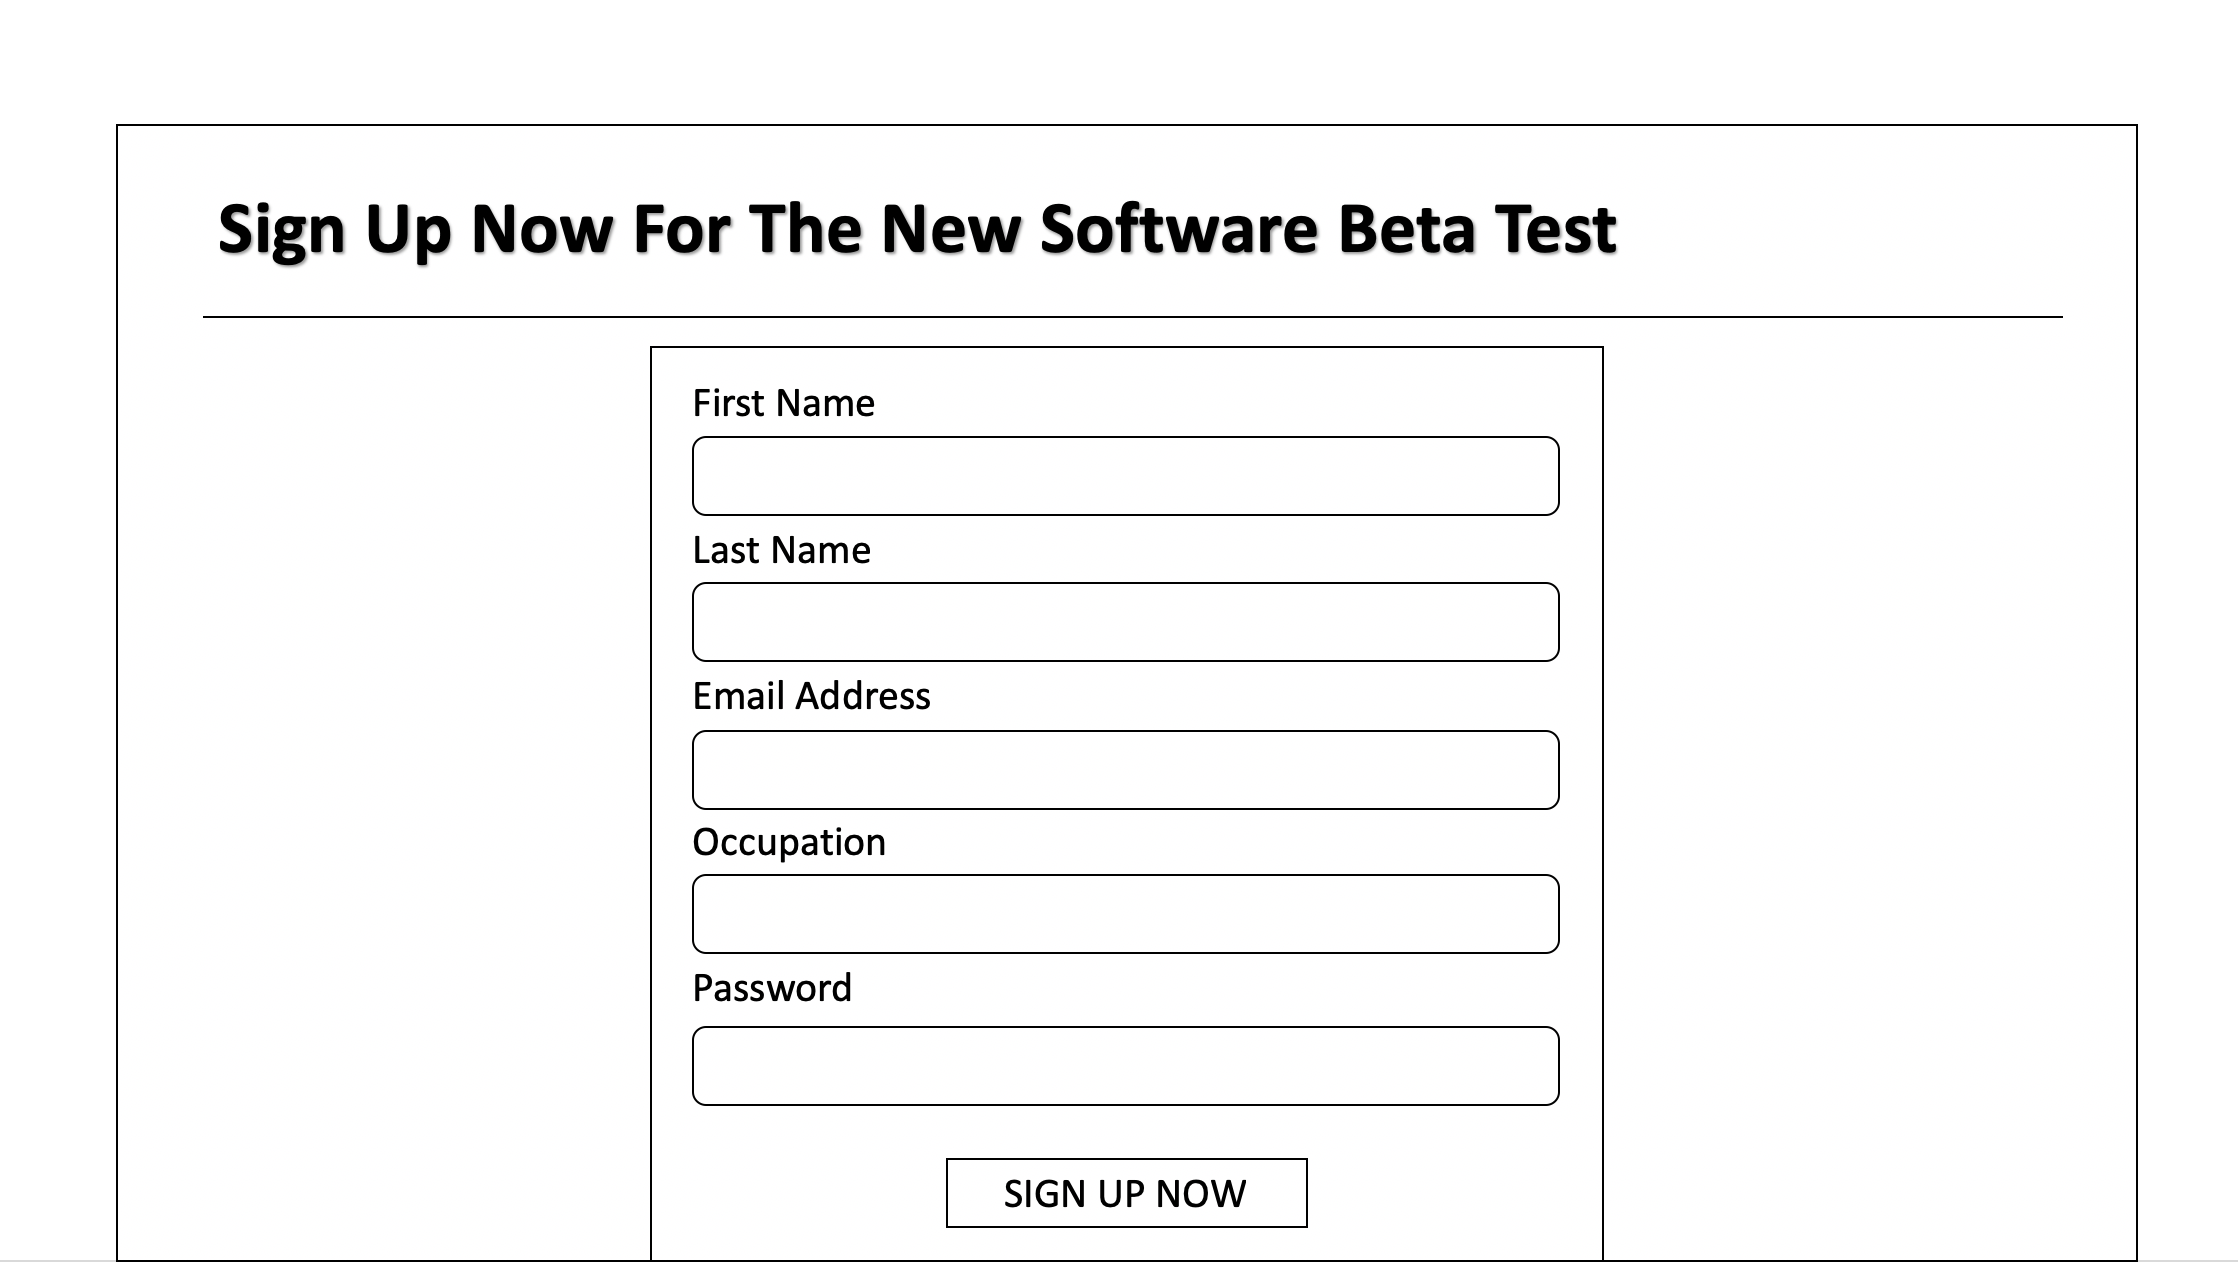 Sign Up Now For The New Software Beta Test
First Name
Last Name
Email Address
Occupation
Password
SIGN UP NOW